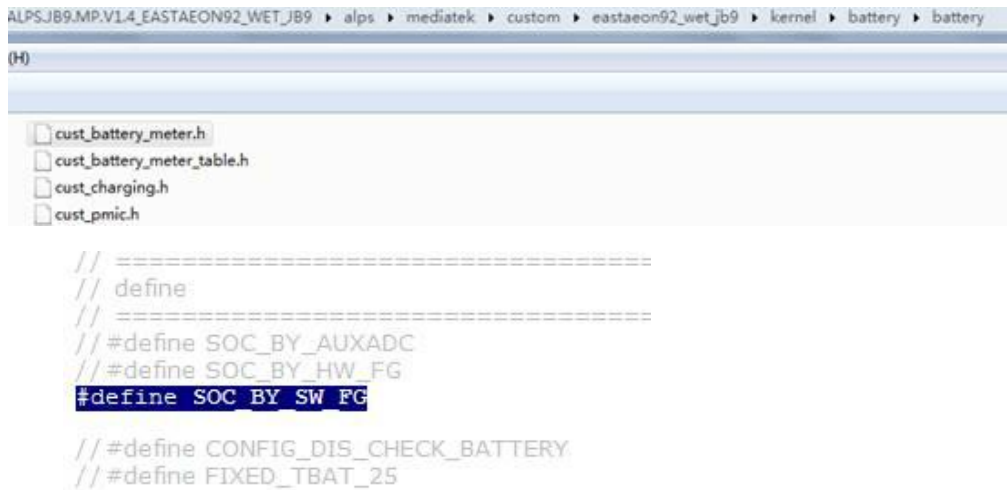 ALPS.JB9.MP.V1.4_EASTAEON92_WET_JB9 ▸ alps ▸ mediatek ▸ custom ▸ eastaeon92_wet_jb9 ▸ kernel ▸ battery ▸ battery
(H)
cust_battery_meter.h
cust_battery_meter_table.h
cust_charging.h
cust_pmic.h
// ==================================
// define
// ==================================
//#define SOC_BY_AUXADC
//#define SOC_BY_HW_FG
#define SOC_BY_SW_FG
//#define CONFIG_DIS_CHECK_BATTERY
//#define FIXED_TBAT_25